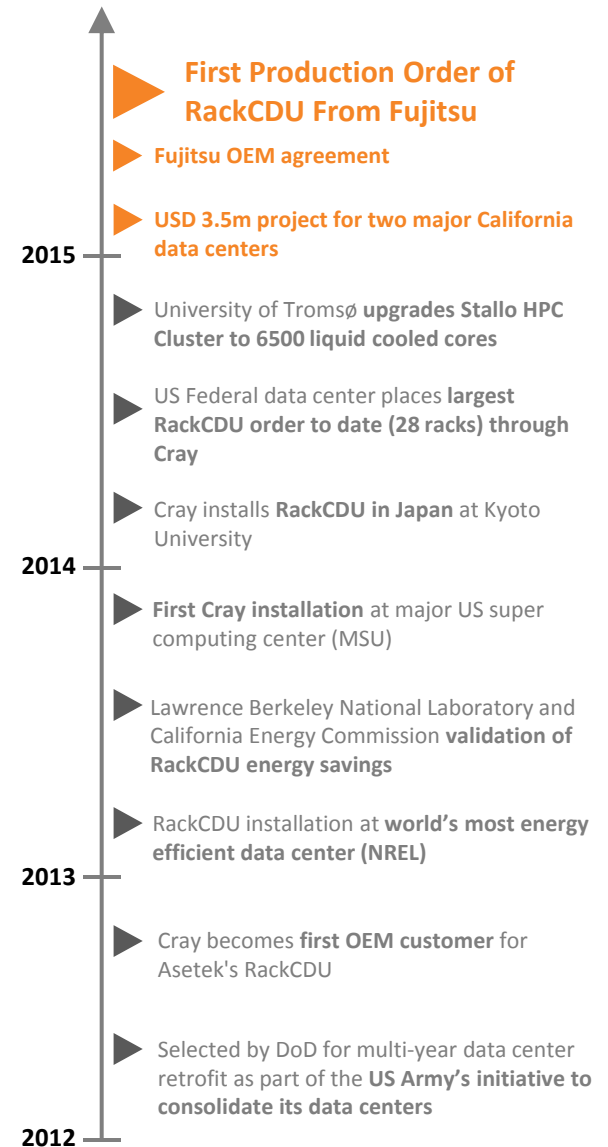 First Production Order of
RackCDU From Fujitsu
Fujitsu OEM agreement
USD 3.5m project for two major California
data centers
2015
University of Tromsø upgrades Stallo HPC
Cluster to 6500 liquid cooled cores
US Federal data center places largest
RackCDU order to date (28 racks) through
Cray
Cray installs RackCDU in Japan at Kyoto
University
2014
First Cray installation at major US super
computing center (MSU)
Lawrence Berkeley National Laboratory and
California Energy Commission validation of
RackCDU energy savings
RackCDU installation at world's most energy
efficient data center (NREL)
2013
Cray becomes first OEM customer for
Asetek's RackCDU
Selected by DoD for multi-year data center
retrofit as part of the US Army's initiative to
consolidate its data centers
2012